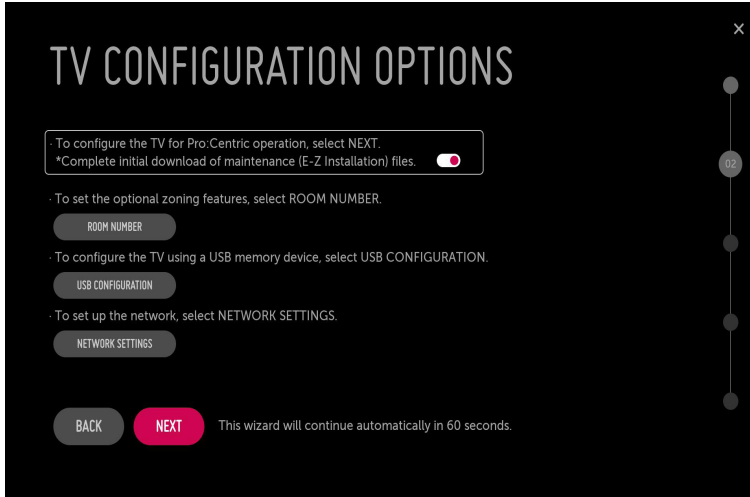 ×
TV CONFIGURATION OPTIONS
· To configure the TV for Pro:Centric operation, select NEXT.
*Complete initial download of maintenance (E-Z Installation) files.
02
· To set the optional zoning features, select ROOM NUMBER.
ROOM NUMBER
· To configure the TV using a USB memory device, select USB CONFIGURATION.
USB CONFIGURATION
· To set up the network, select NETWORK SETTINGS.
NETWORK SETTINGS
BACK NEXT This wizard will continue automatically in 60 seconds.